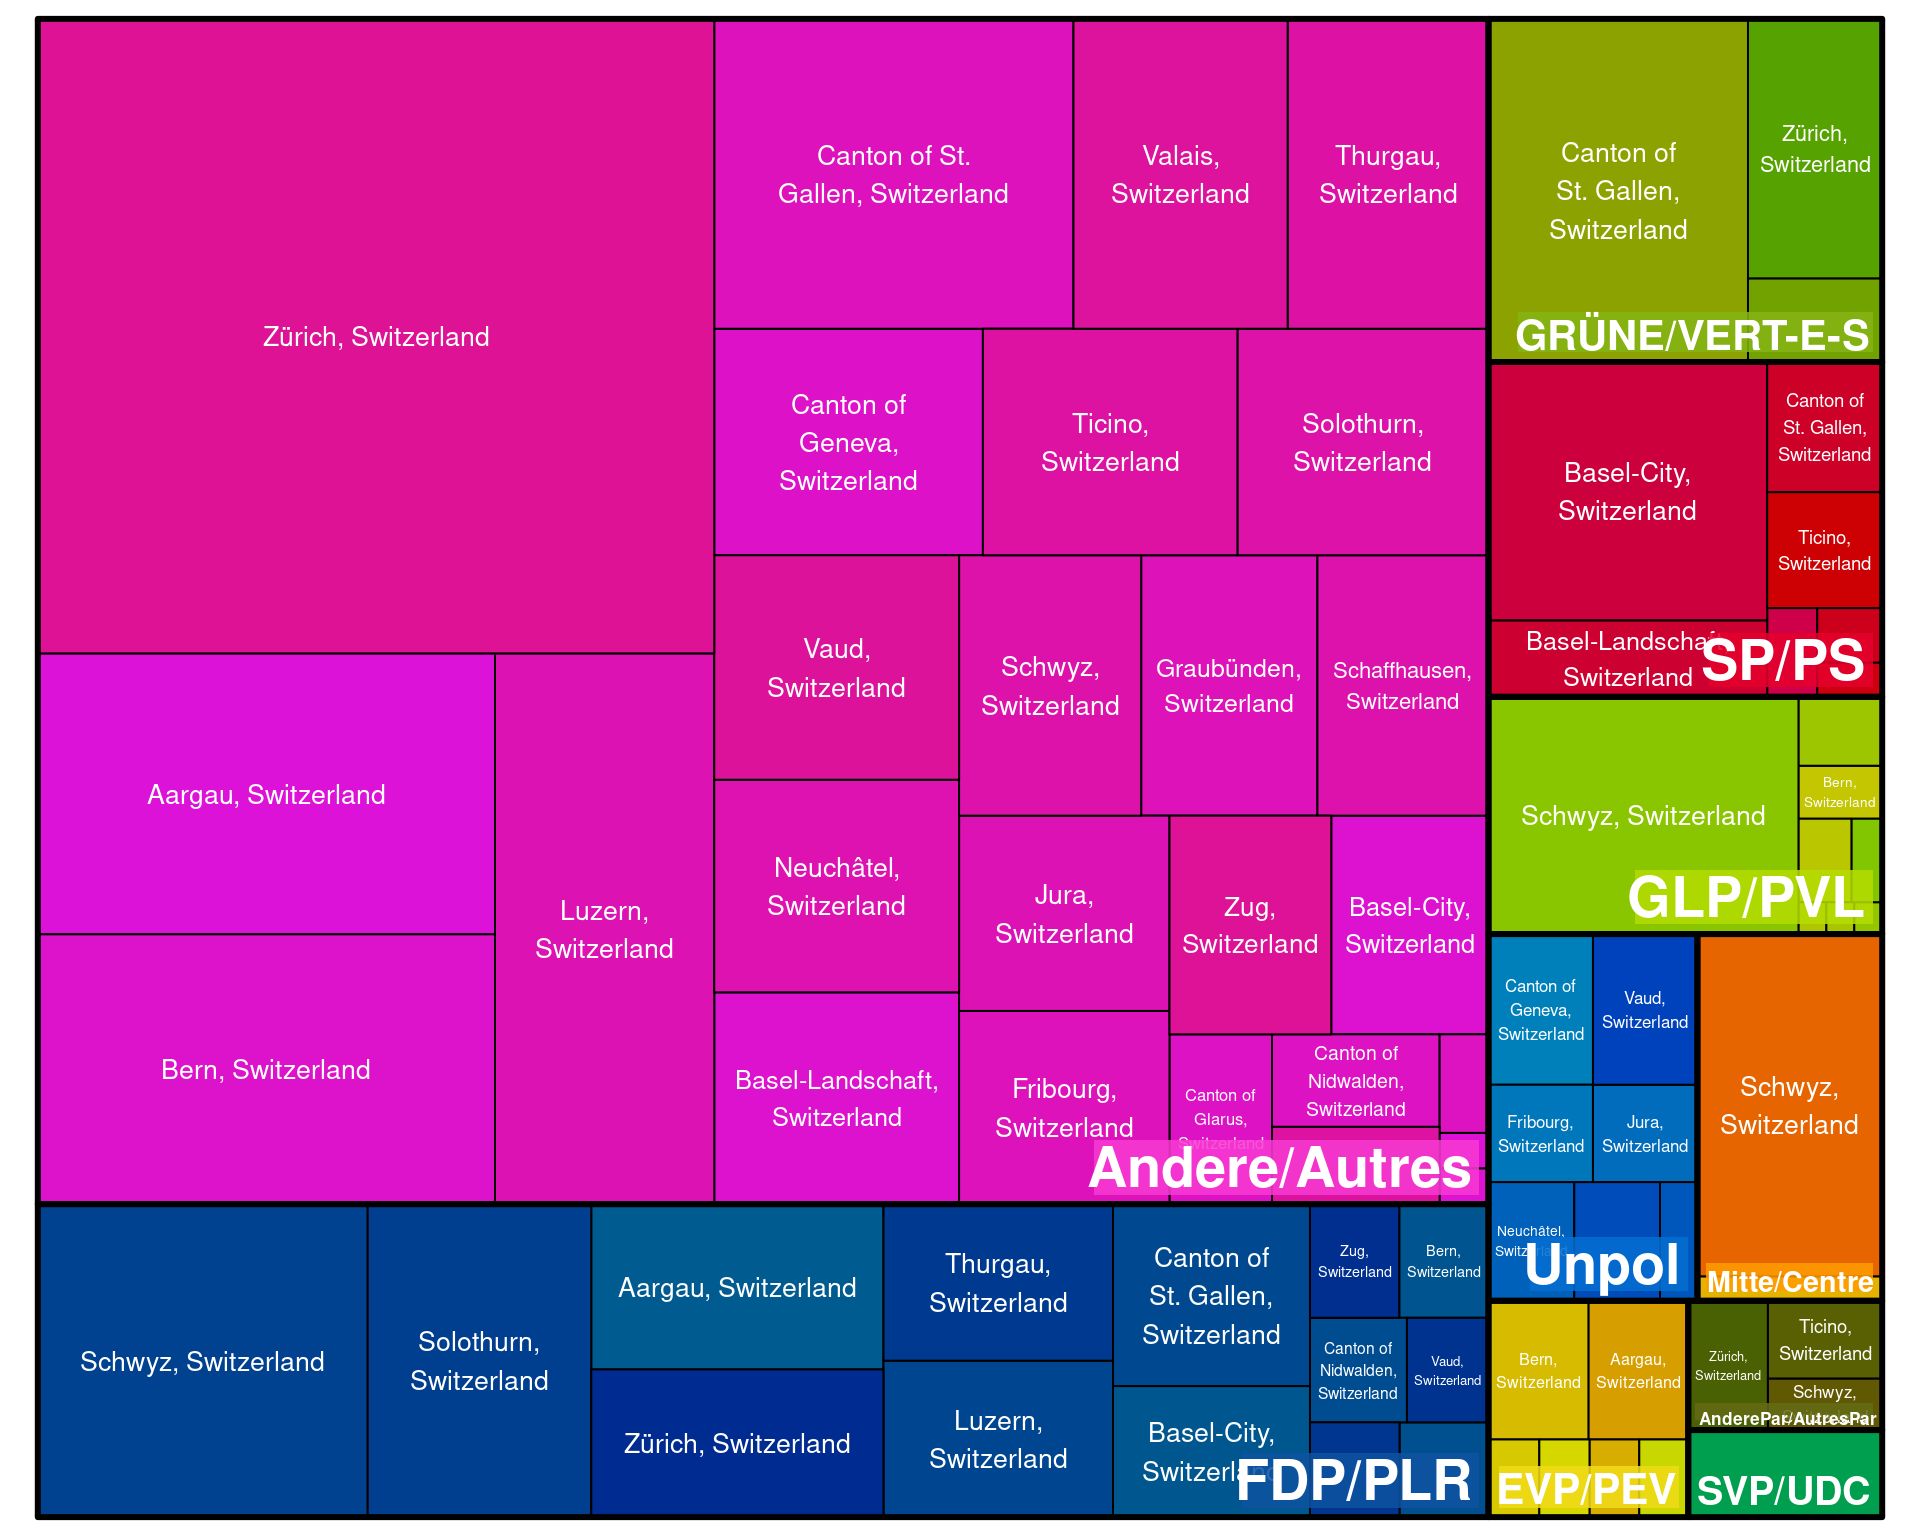 Zürich, Switzerland
Aargau, Switzerland
Bern, Switzerland
Luzern,
Switzerland
Canton of St.
Gallen, Switzerland
Valais,
Switzerland
Thurgau,
Switzerland
Canton of
Geneva,
Switzerland
Ticino,
Switzerland
Solothurn,
Switzerland
Vaud,
Switzerland
Neuchâtel,
Switzerland
Basel-Landschaft,
Switzerland
Schwyz,
Switzerland
Graubünden,
Switzerland
Schaffhausen,
Switzerland
Jura,
Switzerland
Fribourg,
Switzerland
Zug,
Switzerland
Basel-City,
Switzerland
Canton of
Glarus,
Switzerland
Canton of
Nidwalden,
Switzerland
Andere/Autres
Schwyz, Switzerland
Solothurn,
Switzerland
Aargau, Switzerland
Zürich, Switzerland
Thurgau,
Switzerland
Luzern,
Switzerland
Canton of
St. Gallen,
Switzerland
Basel-City,
Switzerland
Zug,
Switzerland
Bern,
Switzerland
Canton of
Nidwalden,
Switzerland
Vaud,
Switzerland
FDP/PLR
Canton of
St. Gallen,
Switzerland
Zürich,
Switzerland
GRÜNE/VERT-E-S
Basel-City,
Switzerland
Basel-Landschaft,
Switzerland
Canton of
St. Gallen,
Switzerland
Ticino,
Switzerland
SP/PS
Schwyz, Switzerland
Bern,
Switzerland
GLP/PVL
Canton of
Geneva,
Switzerland
Vaud,
Switzerland
Fribourg,
Switzerland
Jura,
Switzerland
Neuchâtel,
Switzerland
Unpol
Schwyz,
Switzerland
Mitte/Centre
Bern,
Switzerland
Aargau,
Switzerland
EVP/PEV
Zürich,
Switzerland
Ticino,
Switzerland
Schwyz,
AnderePar/AutresPar
SVP/UDC